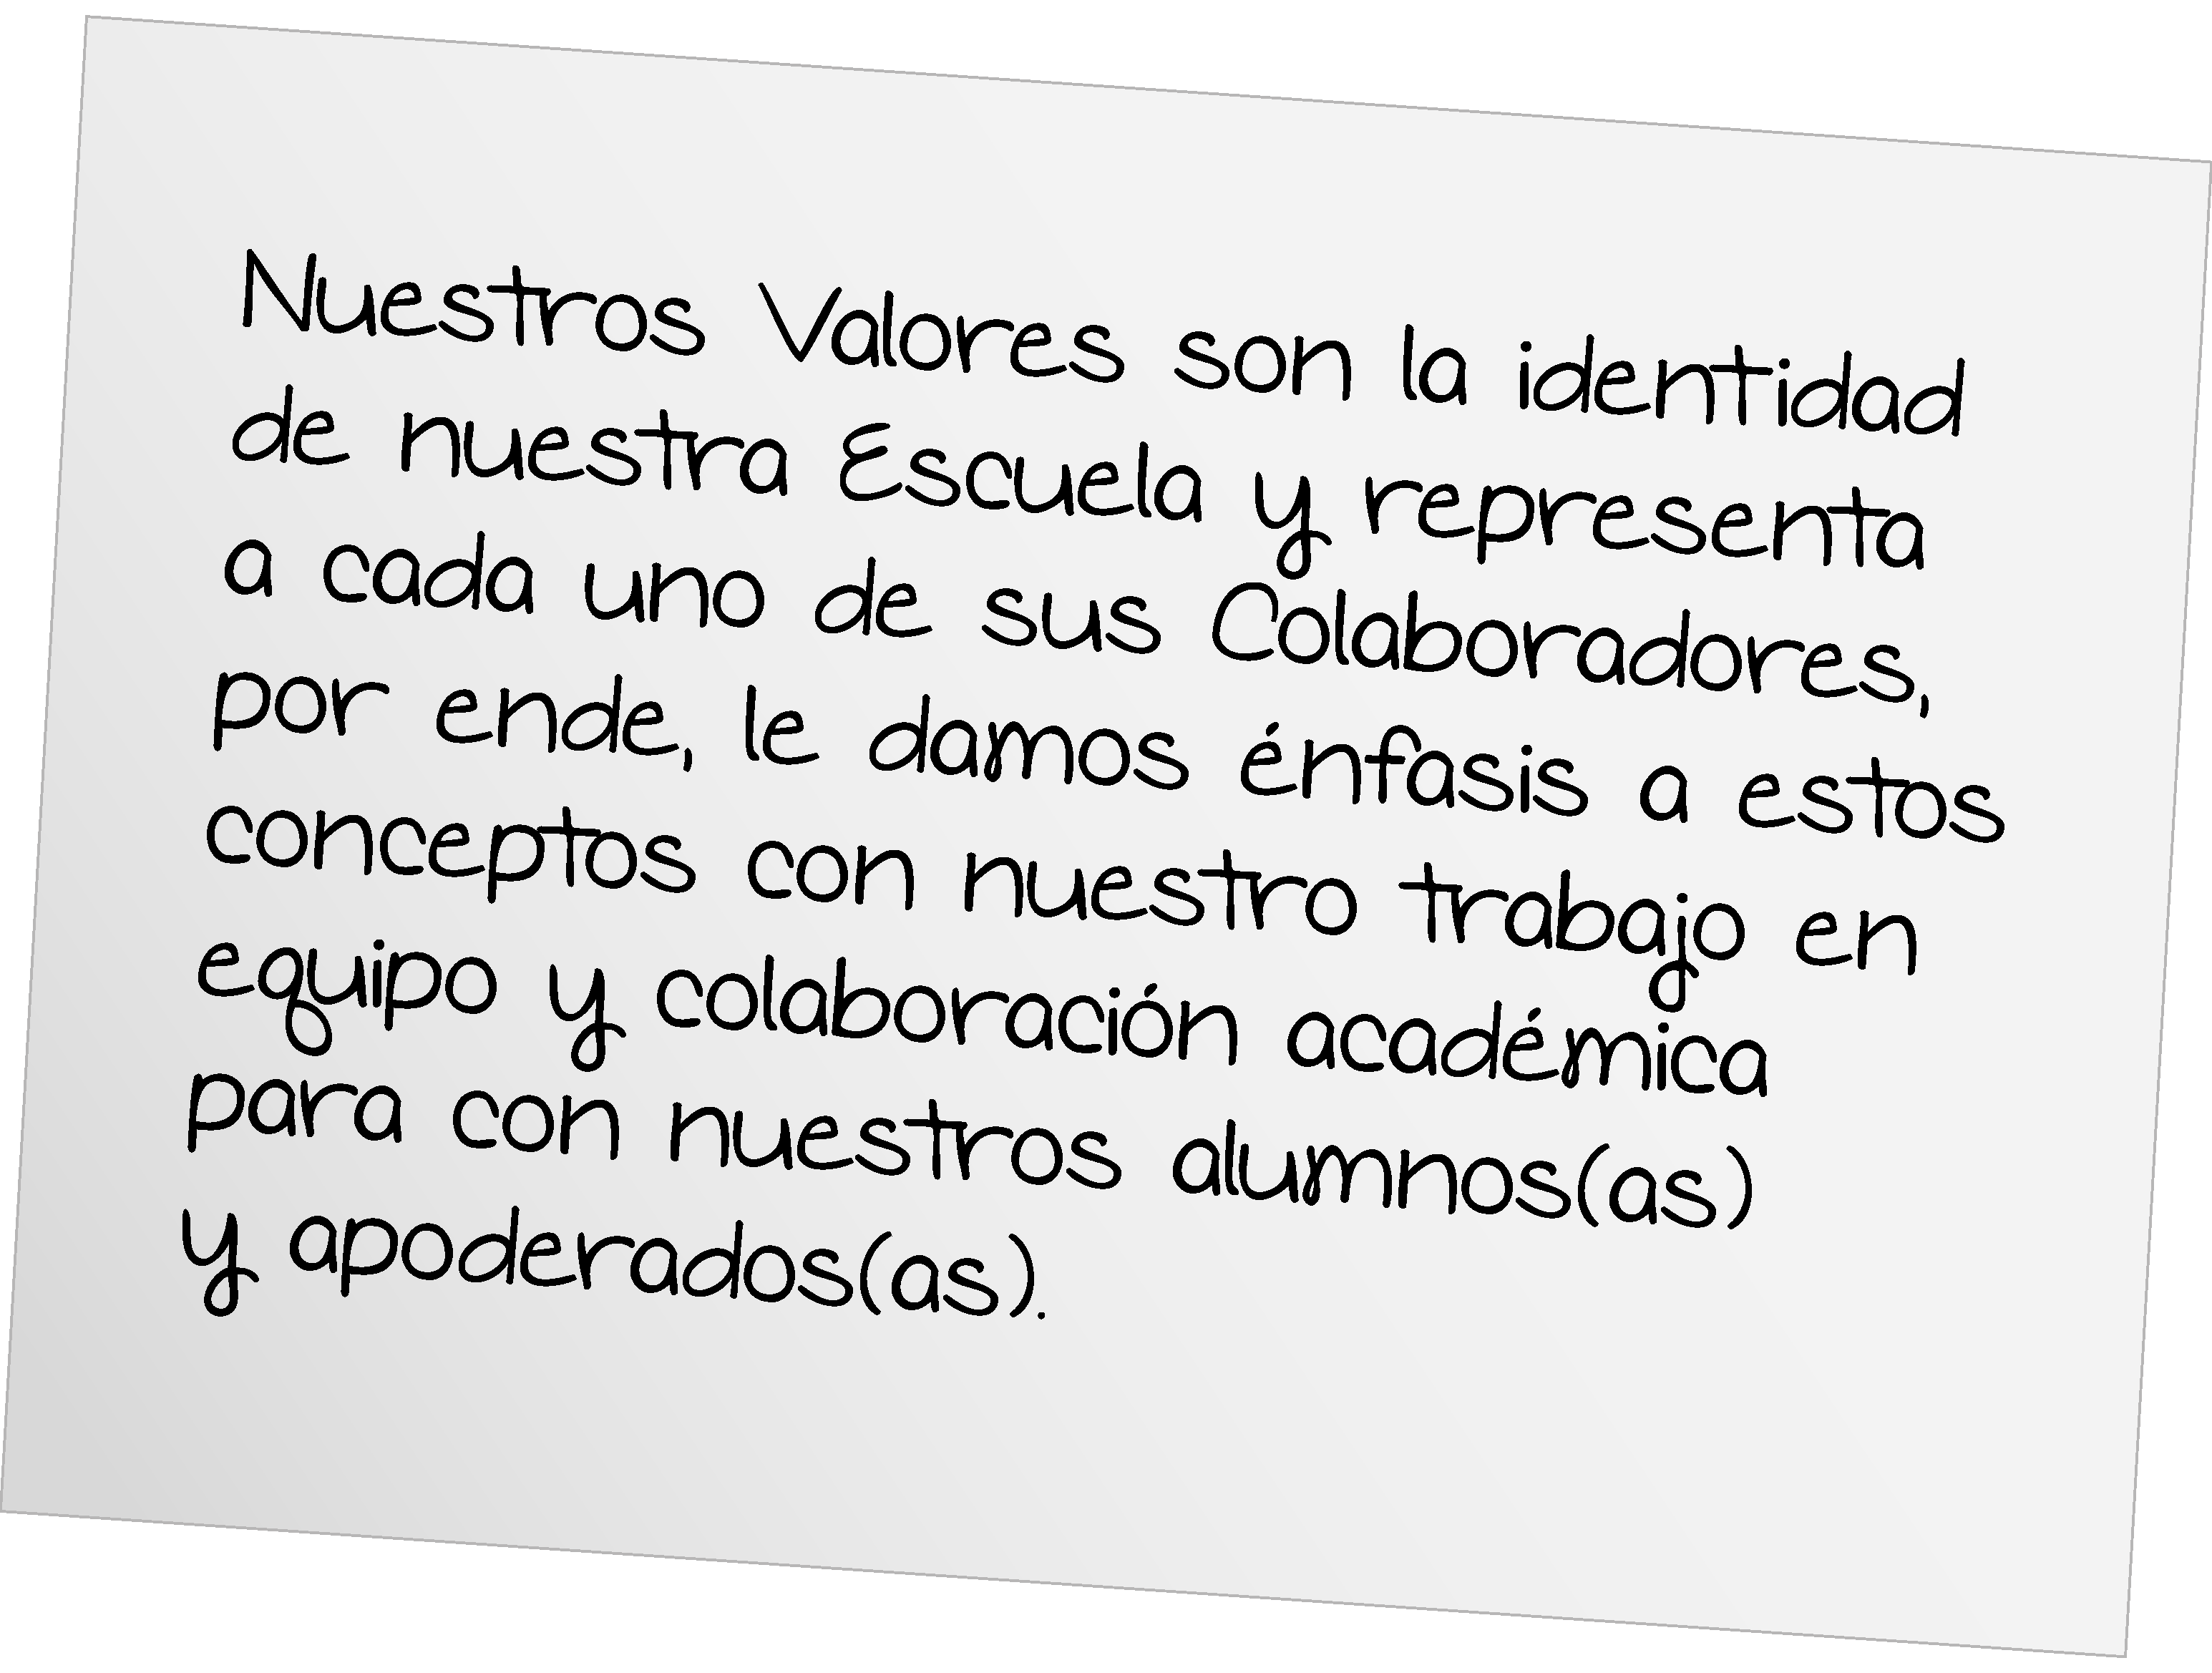 Nuestros Valores son la identidad
de nuestra Escuela y representa
a cada uno de sus Colaboradores,
por ende, le damos énfasis a estos
conceptos con nuestro trabajo en
equipo y colaboración académica
para con nuestros alumnos(as)
y apoderados(as).